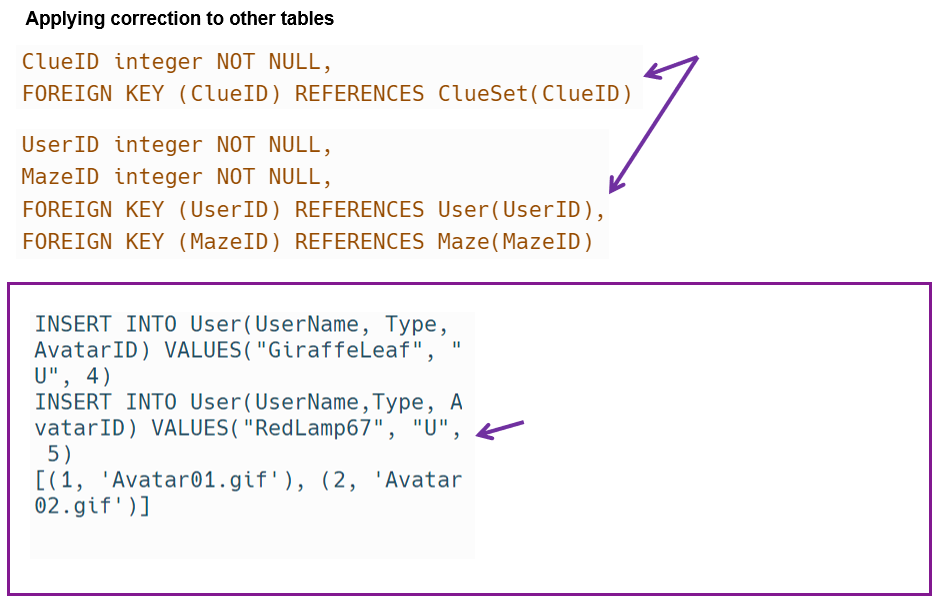 Applying correction to other tables
ClueID integer NOT NULL,
FOREIGN KEY (ClueID) REFERENCES ClueSet(ClueID)
UserID integer NOT NULL,
MazeID integer NOT NULL,
FOREIGN KEY (UserID) REFERENCES User(UserID),
FOREIGN KEY (MazeID) REFERENCES Maze(MazeID)
INSERT INTO User(UserName, Type,
AvatarID) VALUES("GiraffeLeaf", "
U", 4)
INSERT INTO User(UserName,Type, A
vatarID) VALUES("RedLamp67", "U",
5)
[(1, 'Avatar01.gif'), (2, 'Avatar
02.gif')]